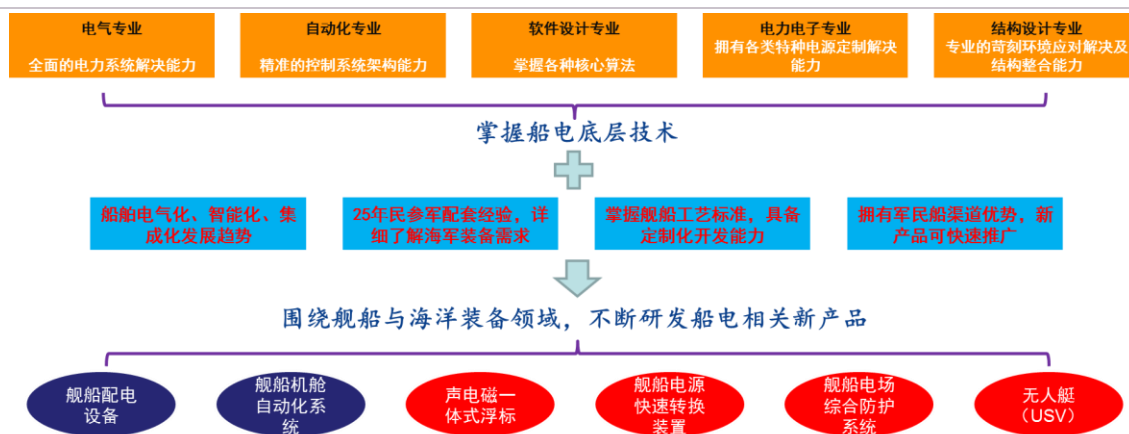 电气专业
全面的电力系统解决能力
自动化专业
精准的控制系统架构能力
软件设计专业
掌握各种核心算法
电力电子专业
拥有各类特种电源定制解决
能力
结构设计专业
专业的苛刻环境应对解决及
结构整合能力
掌握船电底层技术
船舶电气化、智能化、集
成化发展趋势
25年民参军配套经验，详
细了解海军装备需求
掌握舰船工艺标准，具备
定制化开发能力
拥有军民船渠道优势，新
产品可快速推广
围绕舰船与海洋装备领域，不断研发船电相关新产品
舰船配电
设备
舰船机舱
自动化系
统
声电磁一
体式浮标
舰船电源
快速转换
装置
舰船电场
综合防护
系统
无人艇
（USV）